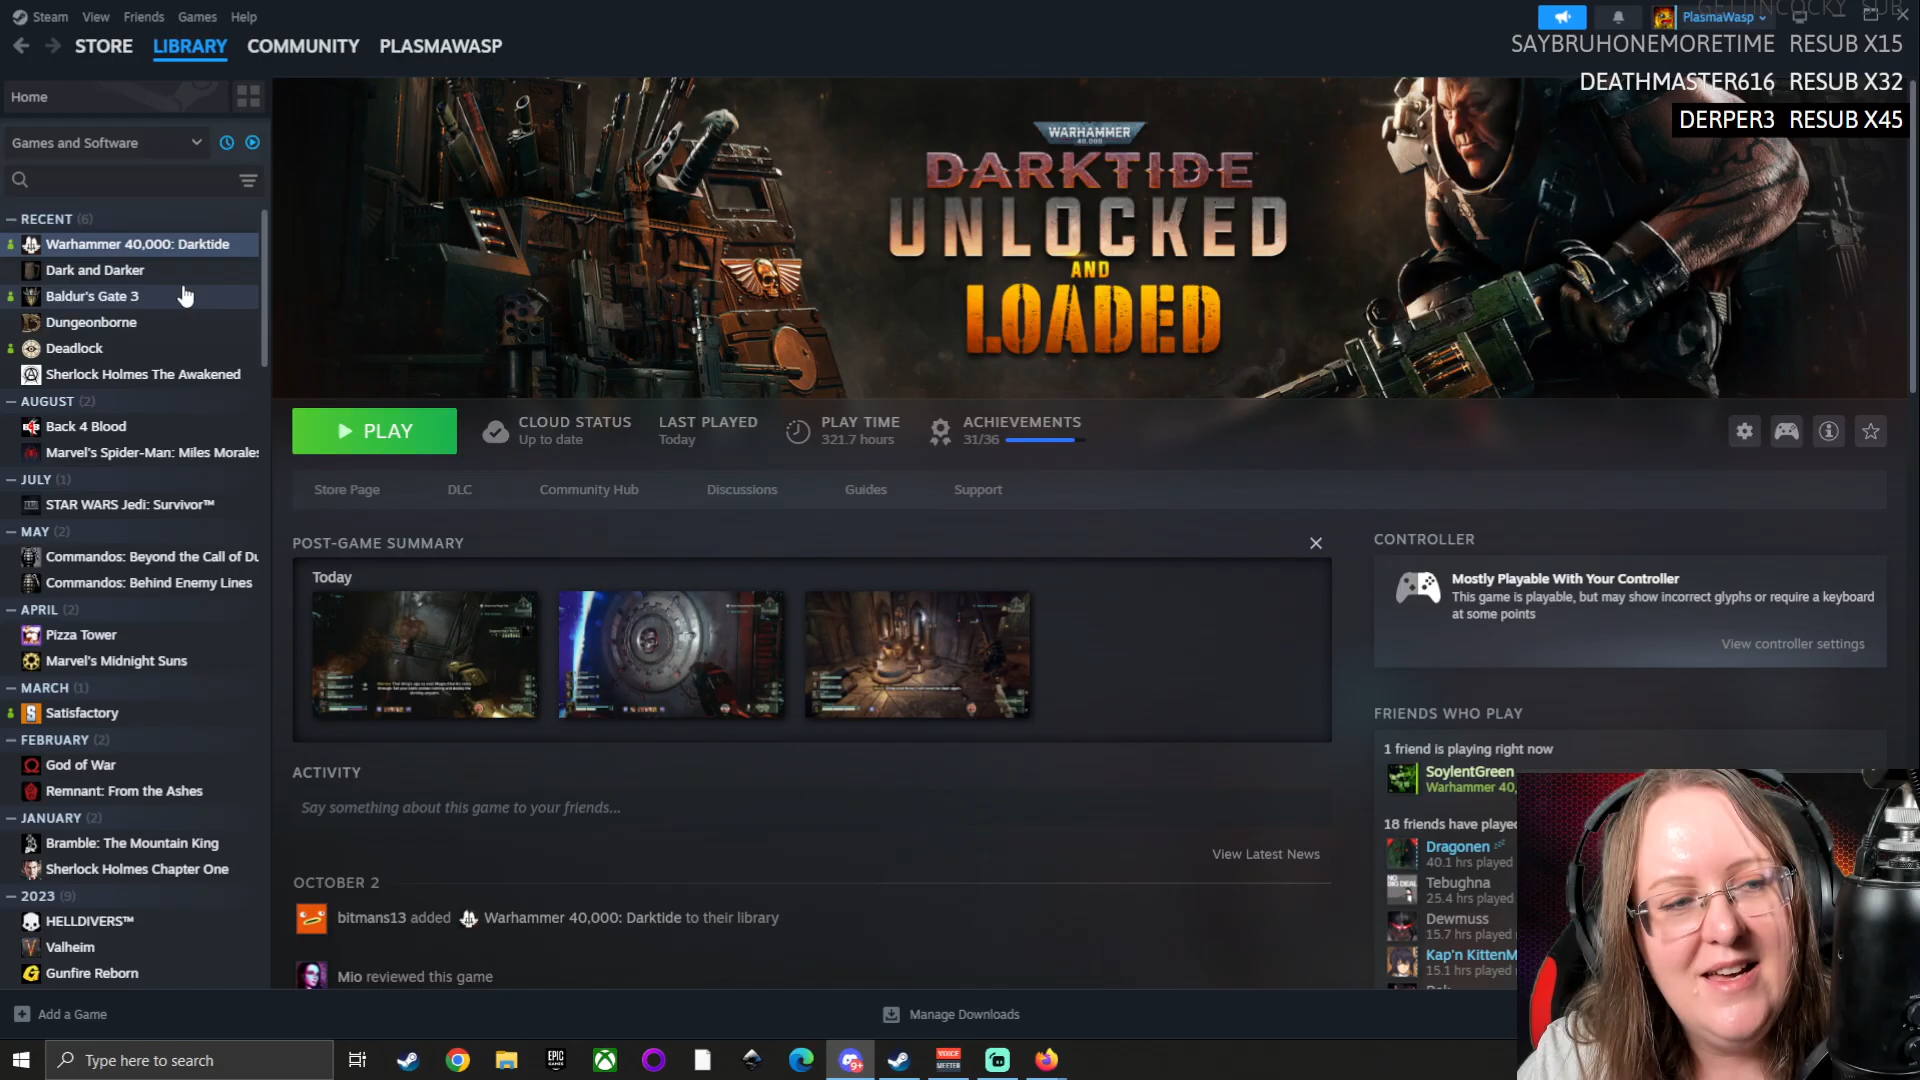 Steam View Friends Games Help
PlasmaWasp
GETTINCOCKY SUB
STORE LIBRARY COMMUNITY PLASMAWASP
SAYBRUHONEMORETIME RESUB X15
DEATHMASTER616 RESUB X32
DERPER3 RESUB X45
Home
Games and Software
RECENT (6)
Warhammer 40,000: Darktide
Dark and Darker
Baldur's Gate 3
Dungeonborne
Deadlock
Sherlock Holmes The Awakened
AUGUST (2)
Back 4 Blood
Marvel's Spider-Man: Miles Morales
JULY (1)
STAR WARS Jedi: Survivor™
MAY (2)
Commandos: Beyond the Call of Du
Commandos: Behind Enemy Lines
APRIL (2)
Pizza Tower
Marvel's Midnight Suns
MARCH (1)
Satisfactory
FEBRUARY (2)
God of War
Remnant: From the Ashes
JANUARY (2)
Bramble: The Mountain King
Sherlock Holmes Chapter One
2023 (9)
HELLDIVERS™
Valheim
Gunfire Reborn
WARHAMMER
40,000
DARKTIDE
UNLOCKED
AND
LOADED
PLAY
CLOUD STATUS
Up to date
LAST PLAYED
Today
PLAY TIME
321.7 hours
ACHIEVEMENTS
31/36
Store Page DLC Community Hub Discussions Guides Support
POST-GAME SUMMARY
Today
ACTIVITY
Say something about this game to your friends...
View Latest News
OCTOBER 2
bitmans13 added Warhammer 40,000: Darktide to their library
Mio reviewed this game
CONTROLLER
Mostly Playable With Your Controller
This game is playable, but may show incorrect glyphs or require a keyboard
at some points
View controller settings
FRIENDS WHO PLAY
1 friend is playing right now
SoylentGreen
Warhammer 40,
18 friends have played
Dragonen
40.1 hrs played
Tebughna
25.4 hrs played
Dewmuss
15.7 hrs played
Kap'n KittenM
15.1 hrs played
Add a Game
Manage Downloads
Type here to search
EPIC
GAMES
9+
VOICE
MEETER